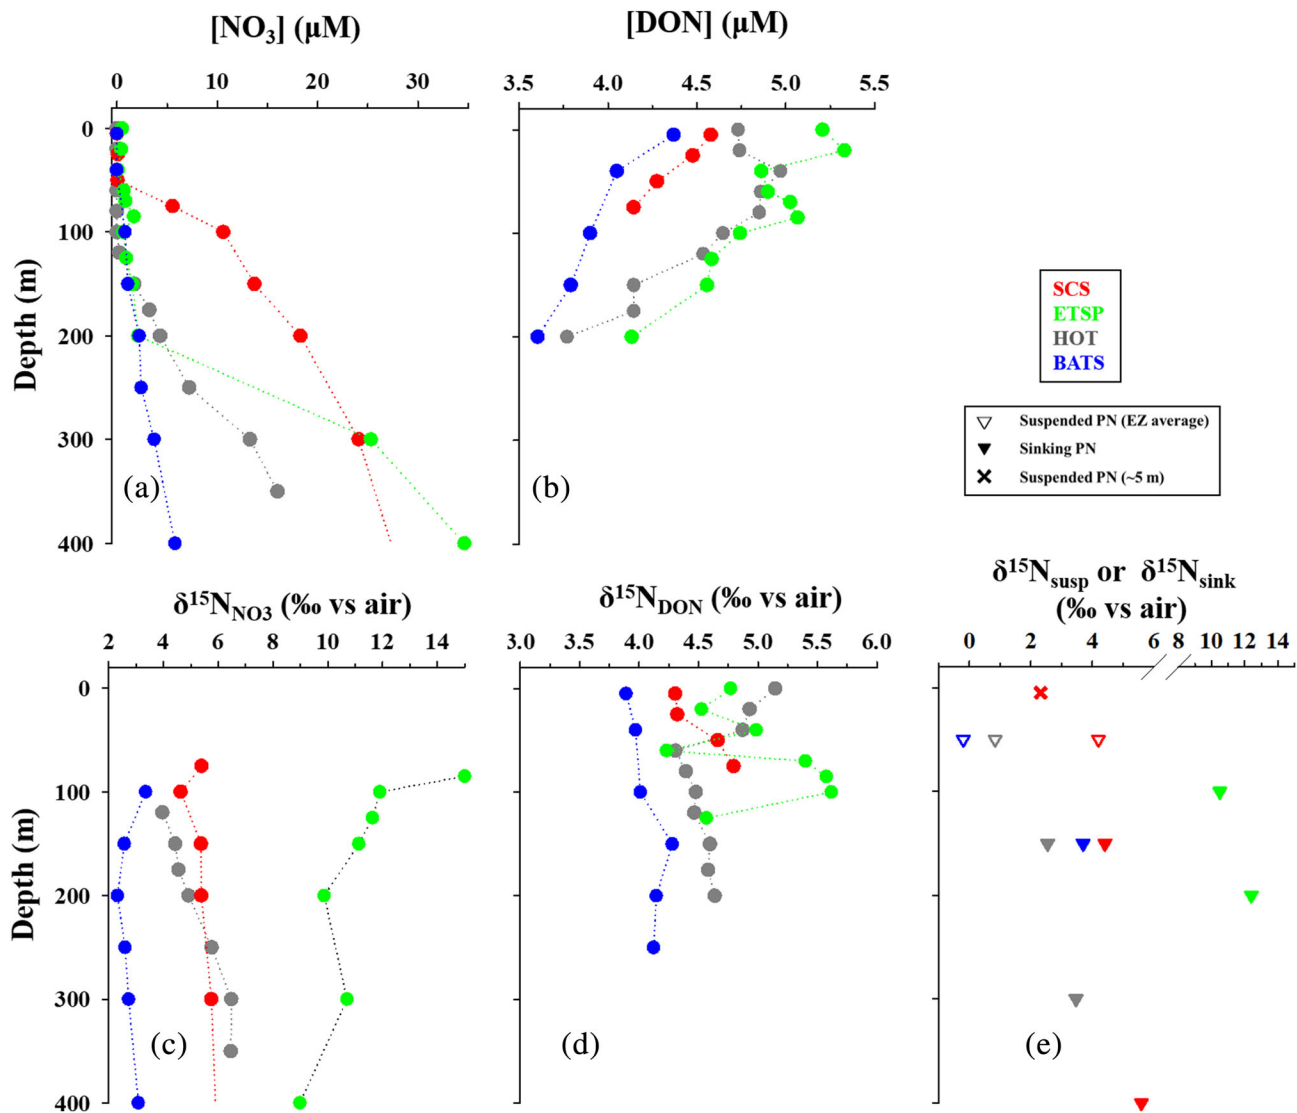 [NO3] (μM)
0 10 20 30
Depth (m)
0
100
200
300
400
(a)
[DON] (μM)
3.5 4.0 4.5 5.0 5.5
(b)
SCS
ETSP
HOT
BATS
Suspended PN (EZ average)
Sinking PN
Suspended PN (~5 m)
δ15NNO3 (‰ vs air)
2 4 6 8 10 12 14
Depth (m)
0
100
200
300
400
(c)
δ15NDON (‰ vs air)
3.0 3.5 4.0 4.5 5.0 5.5 6.0
(d)
δ15Nsusp or δ15Nsink
(‰ vs air)
0 2 4 6 8 10 12 14
(e)